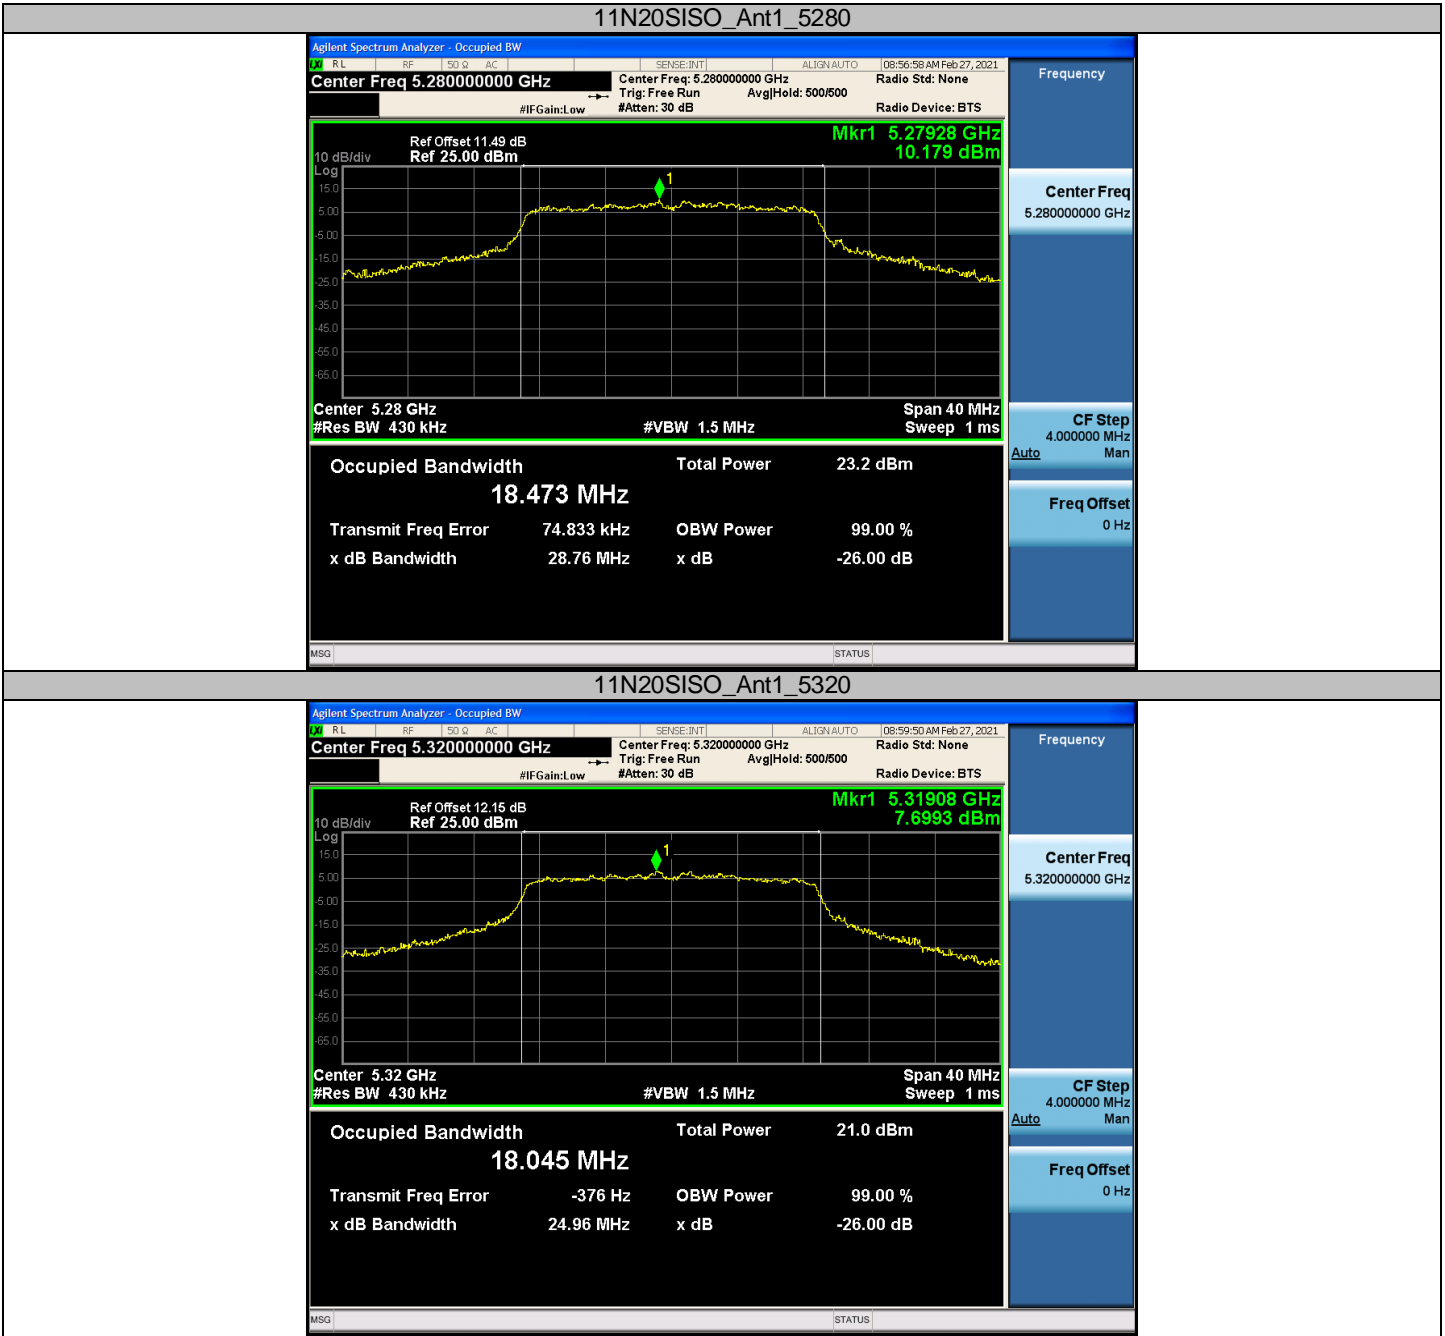 11N20SISO_Ant1_5280
Agilent Spectrum Analyzer - Occupied BW
LXI RL RF 50 Ω AC SENSE:INT ALIGN AUTO 08:56:58 AM Feb 27, 2021
Center Freq 5.280000000 GHz
Center Freq: 5.280000000 GHz Radio Std: None
Trig: Free Run Avg|Hold: 500/500
#IFGain:Low #Atten: 30 dB Radio Device: BTS
Frequency
Ref Offset 11.49 dB
Mkr1 5.27928 GHz
10 dB/div Ref 25.00 dBm
10.179 dBm
Log
1
15.0
5.00
-5.00
-15.0
-25.0
-35.0
-45.0
-55.0
-65.0
Center 5.28 GHz Span 40 MHz
#Res BW 430 kHz #VBW 1.5 MHz Sweep 1 ms
Center Freq
5.280000000 GHz
CF Step
4.000000 MHz
Auto Man
Freq Offset
0 Hz
Occupied Bandwidth Total Power 23.2 dBm
18.473 MHz
Transmit Freq Error 74.833 kHz OBW Power 99.00 %
x dB Bandwidth 28.76 MHz x dB -26.00 dB
MSG STATUS
11N20SISO_Ant1_5320
Agilent Spectrum Analyzer - Occupied BW
LXI RL RF 50 Ω AC SENSE:INT ALIGN AUTO 08:59:50 AM Feb 27, 2021
Center Freq 5.320000000 GHz
Center Freq: 5.320000000 GHz Radio Std: None
Trig: Free Run Avg|Hold: 500/500
#IFGain:Low #Atten: 30 dB Radio Device: BTS
Frequency
Ref Offset 12.15 dB
Mkr1 5.31908 GHz
10 dB/div Ref 25.00 dBm
7.6993 dBm
Log
1
15.0
5.00
-5.00
-15.0
-25.0
-35.0
-45.0
-55.0
-65.0
Center 5.32 GHz Span 40 MHz
#Res BW 430 kHz #VBW 1.5 MHz Sweep 1 ms
Center Freq
5.320000000 GHz
CF Step
4.000000 MHz
Auto Man
Freq Offset
0 Hz
Occupied Bandwidth Total Power 21.0 dBm
18.045 MHz
Transmit Freq Error -376 Hz OBW Power 99.00 %
x dB Bandwidth 24.96 MHz x dB -26.00 dB
MSG STATUS